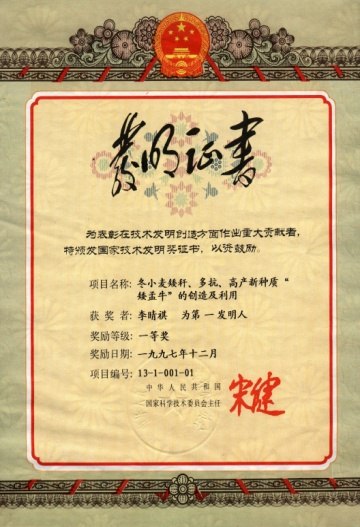 发明证书
为表彰在技术发明创造方面作出重大贡献者，
特颁发国家技术发明奖证书，以资鼓励。
项目名称：冬小麦矮秆、多抗、高产新种质“
矮孟牛”的创造及利用
获奖者：李晴祺 为第一发明人
奖励等级：一等奖
奖励日期：一九九七年十二月
项目编号：13-1-001-01
中华人民共和国
国家科学技术委员会主任
宋健